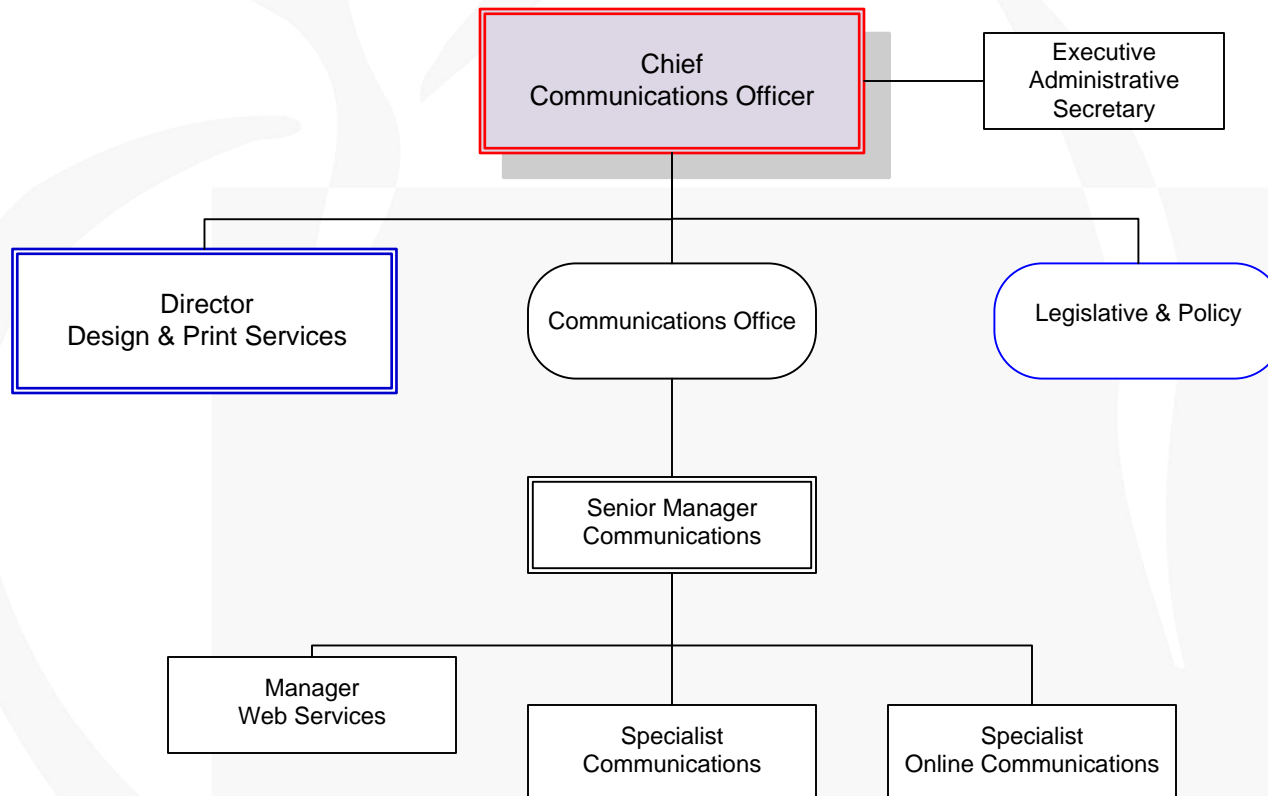 Chief
Communications Officer
Executive
Administrative
Secretary
Director
Design & Print Services
Communications Office
Legislative & Policy
Senior Manager
Communications
Manager
Web Services
Specialist
Communications
Specialist
Online Communications